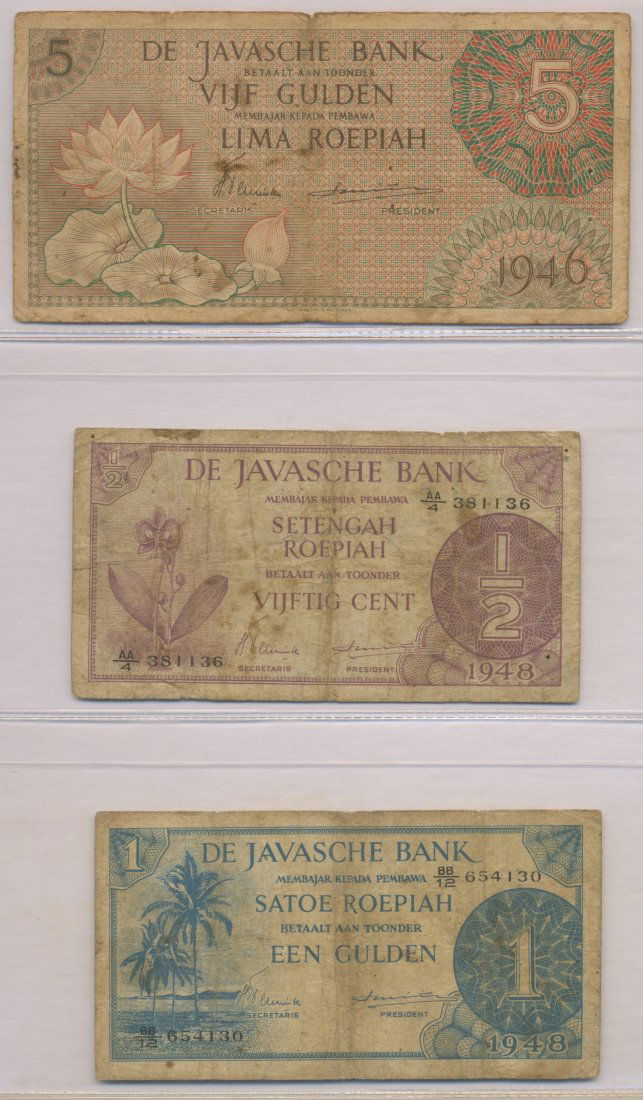 5
DE JAVASCHE BANK
BETAALT AAN TOONDER
VIJF GULDEN
MEMBAJAR KEPADA PEMBAWA
LIMA ROEPIAH
5
SECRETARIS
PRESIDENT
1946
1/2
DE JAVASCHE BANK
MEMBAJAR KEPADA PEMBAWA
AA/4 381136
SETENGAH
ROEPIAH
BETAALT AAN TOONDER
VIJFTIG CENT
1/2
AA/4 381136
SECRETARIS
PRESIDENT
1948
1
DE JAVASCHE BANK
MEMBAJAR KEPADA PEMBAWA
BB/12 654130
SATOE ROEPIAH
BETAALT AAN TOONDER
EEN GULDEN
1
SECRETARIS
PRESIDENT
BB/12 654130
1948